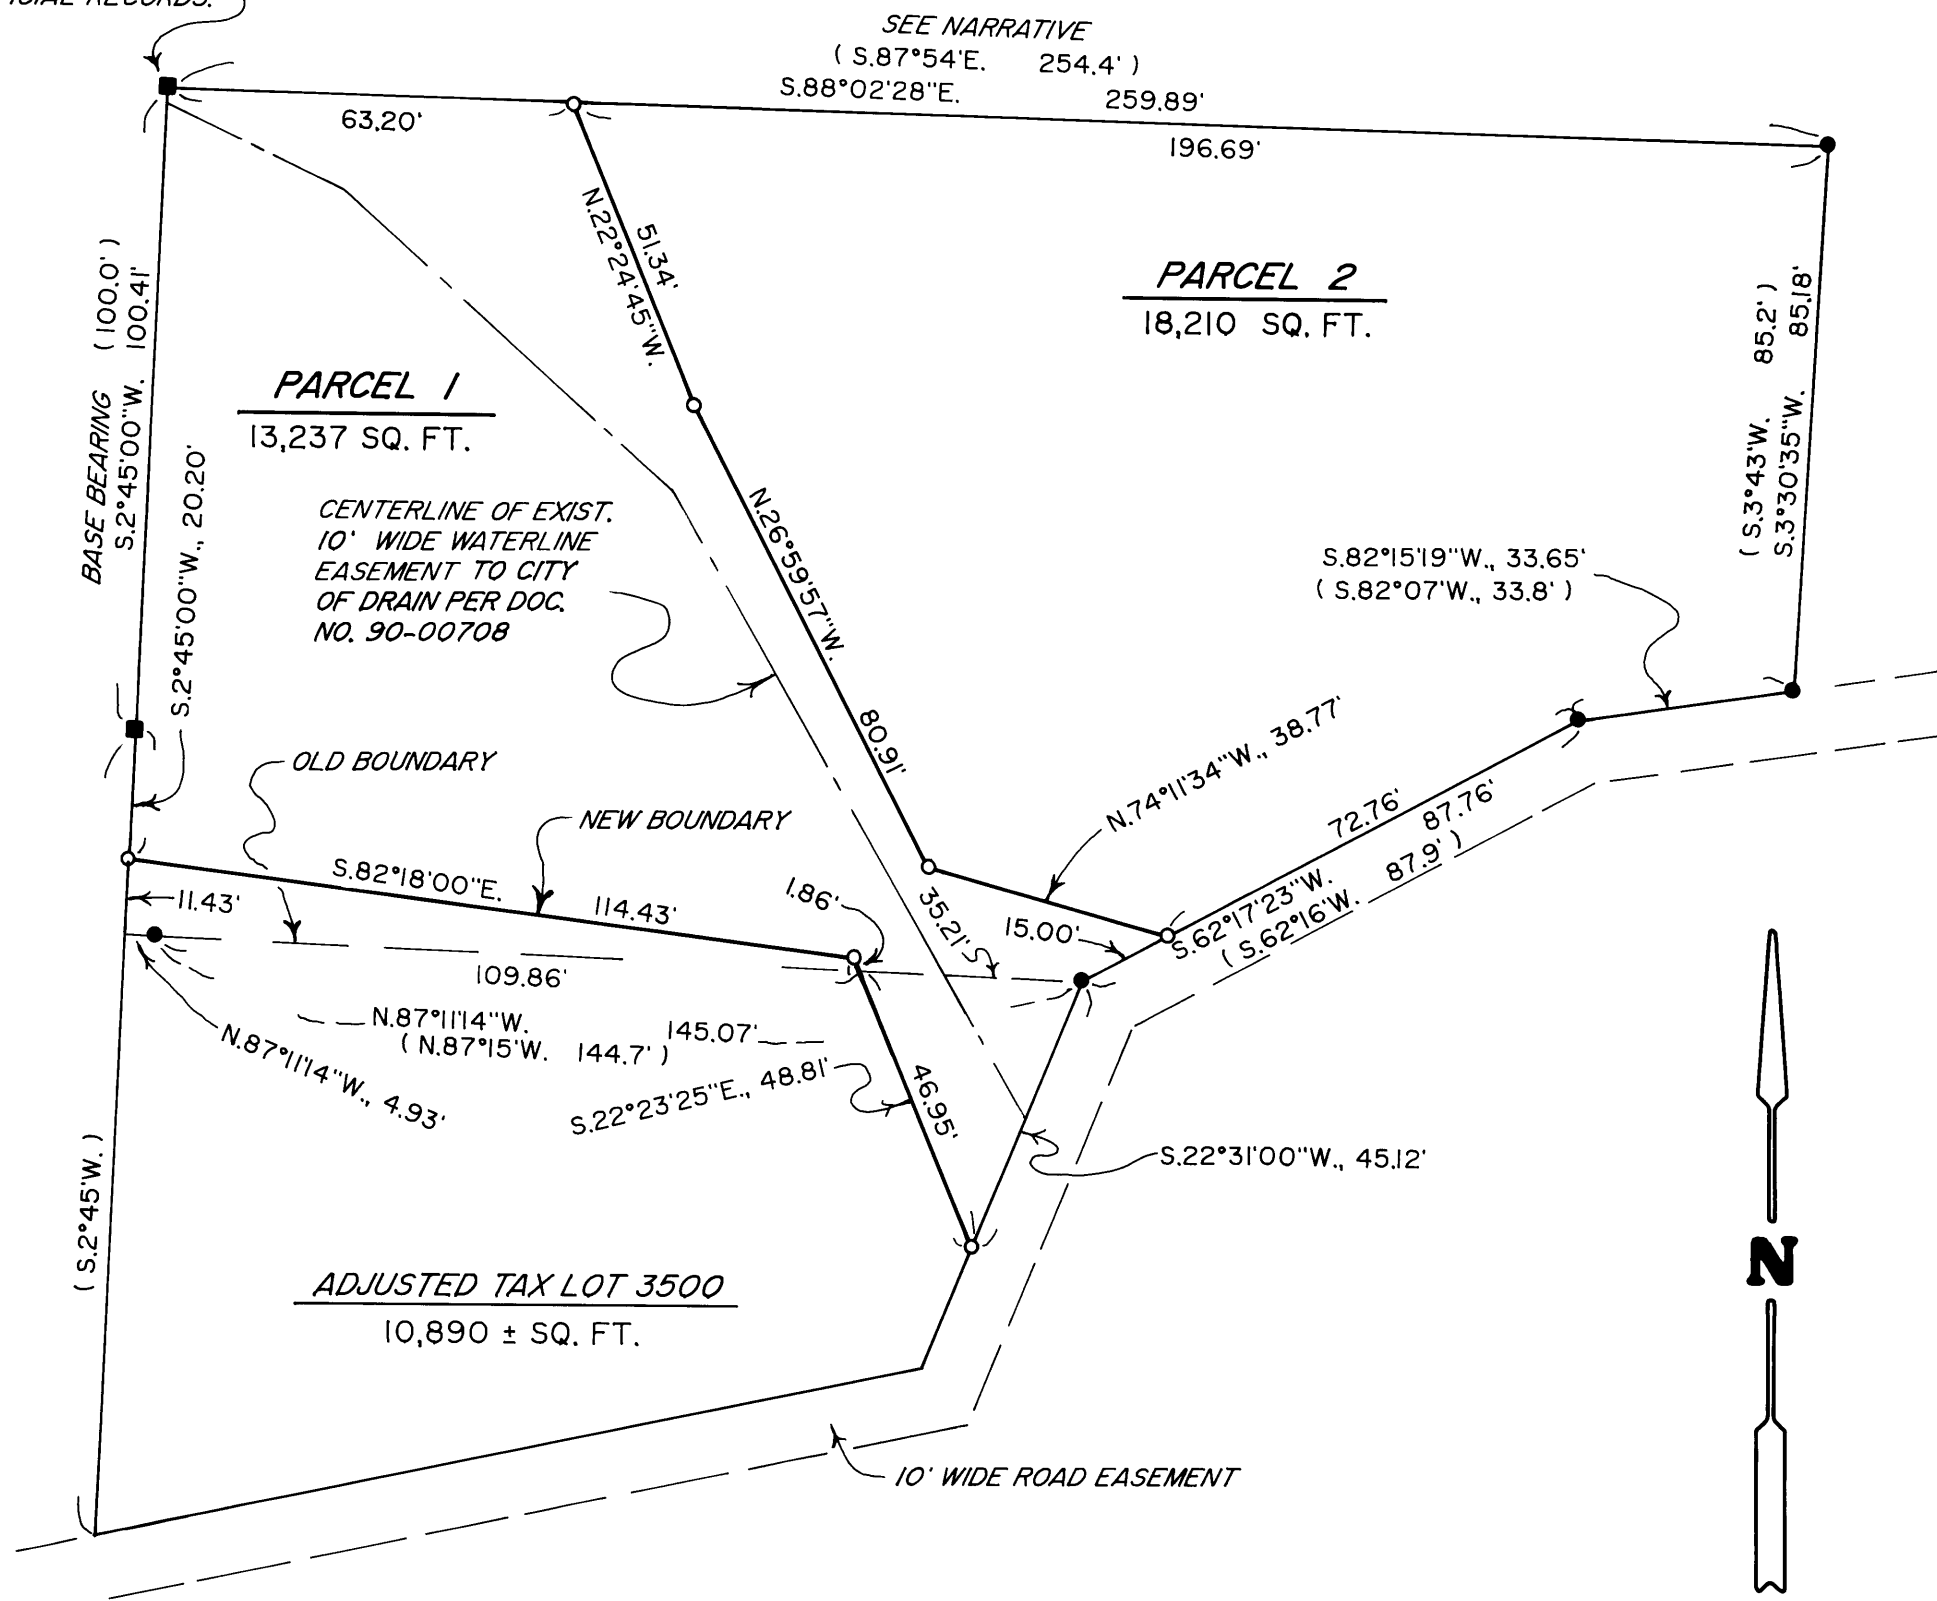 SEE NARRATIVE
( S.87°54'E. 254.4' )
S.88°02'28"E. 259.89'
63.20'
196.69'
N.22°24'45"W.
51.34'
PARCEL 2
18,210 SQ. FT.
( S.3°43'W. 85.2' )
S.3°30'35"W. 85.18'
BASE BEARING (100.0')
S.2°45'00"W. 100.41'
PARCEL 1
13,237 SQ. FT.
S.2°45'00"W., 20.20'
CENTERLINE OF EXIST.
10' WIDE WATERLINE
EASEMENT TO CITY
OF DRAIN PER DOC.
NO. 90-00708
N.26°59'57"W.
80.91'
S.82°15'19"W., 33.65'
( S.82°07'W., 33.8' )
OLD BOUNDARY
NEW BOUNDARY
N.74°11'34"W., 38.77'
72.76'
S.62°17'23"W. 87.76'
( S.62°16'W. 87.9' )
S.82°18'00"E.
114.43'
1.86'
35.21'
15.00'
11.43'
109.86'
N.87°11'14"W. 145.07'
( N.87°15'W. 144.7' )
N.87°11'14"W., 4.93'
S.22°23'25"E., 48.81'
46.95'
S.22°31'00"W., 45.12'
( S.2°45'W. )
ADJUSTED TAX LOT 3500
10,890 ± SQ. FT.
10' WIDE ROAD EASEMENT
N